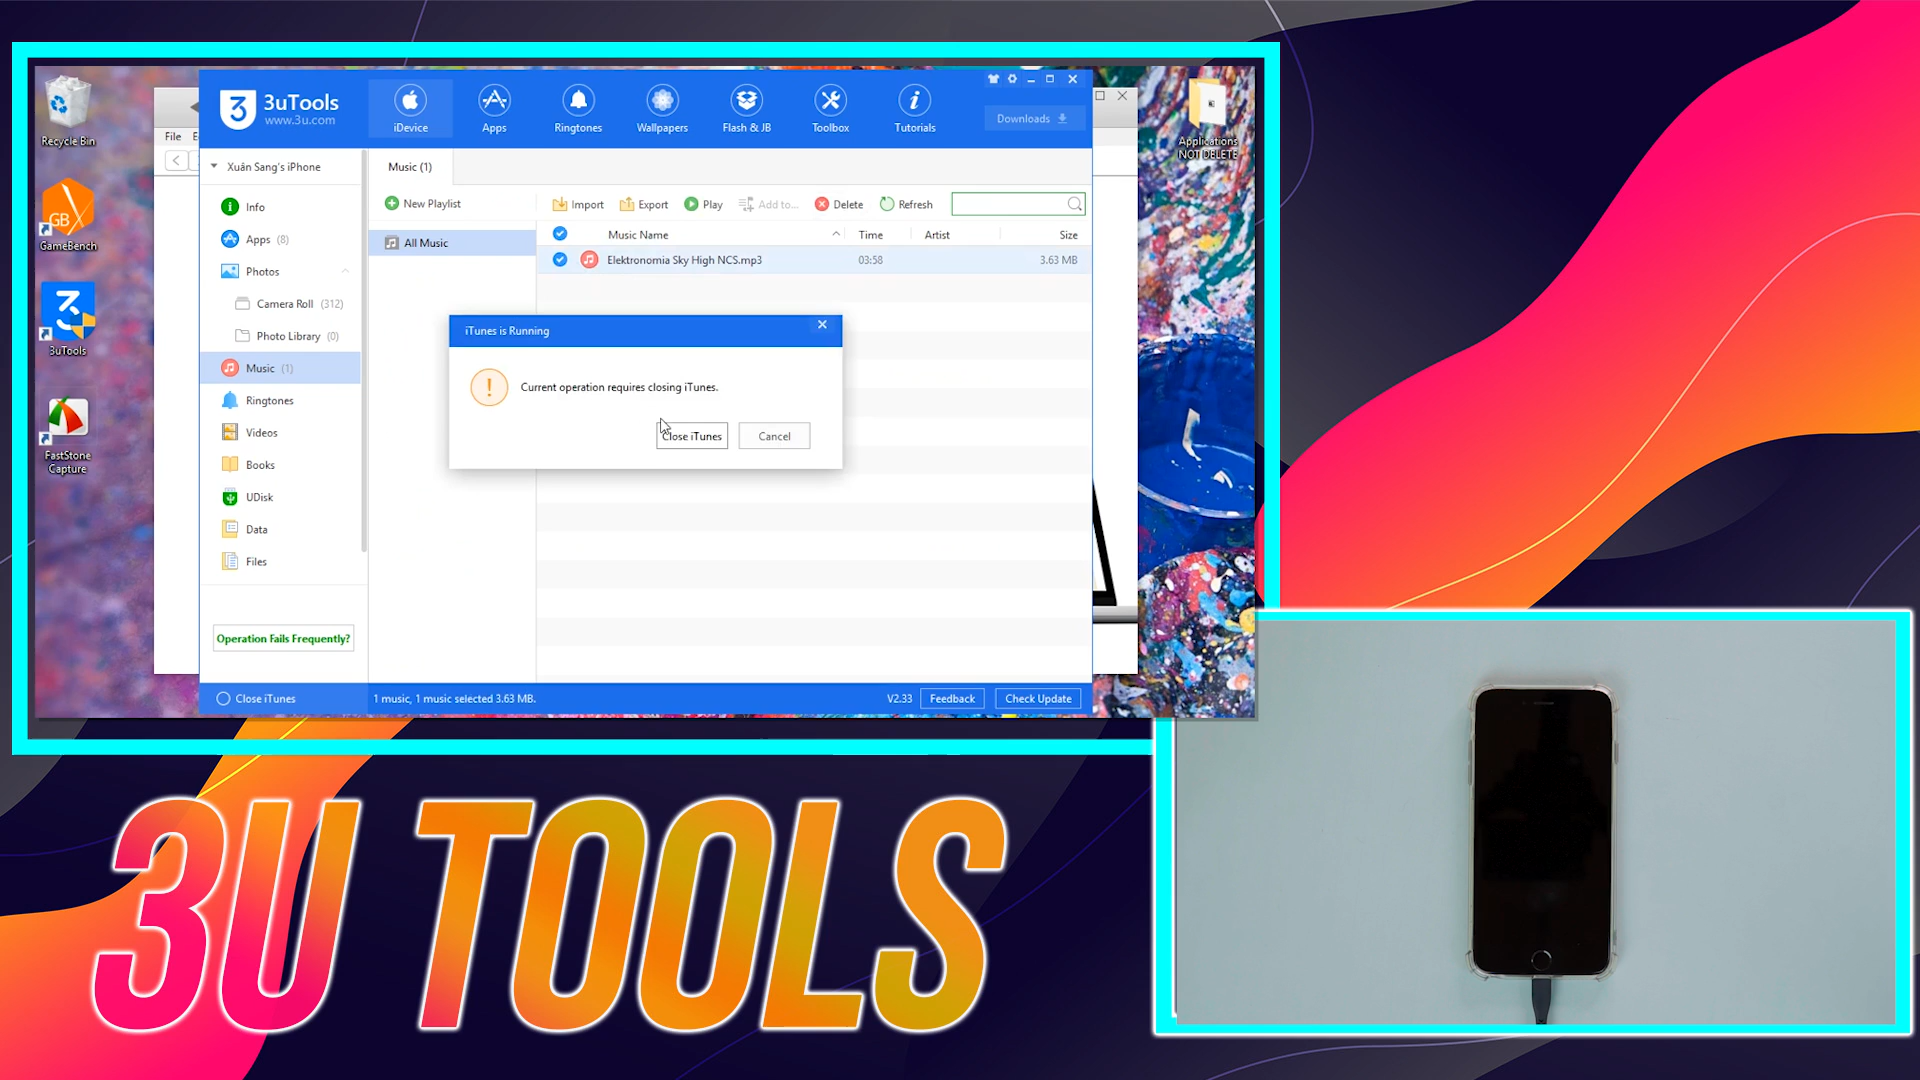 Recycle Bin
GameBench
3uTools
FastStone
Capture
File
3uTools
www.3u.com
iDevice
Apps
Ringtones
Wallpapers
Flash & JB
Toolbox
Tutorials
Downloads
Applications
NOT DELETE
Xuân Sang's iPhone
Info
Apps (8)
Photos
Camera Roll (312)
Photo Library (0)
Music (1)
Ringtones
Videos
Books
UDisk
Data
Files
Operation Fails Frequently?
Close iTunes
Music (1)
New Playlist
Import
Export
Play
Add to...
Delete
Refresh
All Music
Music Name
Time
Artist
Size
Elektronomia Sky High NCS.mp3
03:58
3.63 MB
iTunes is Running
Current operation requires closing iTunes.
Close iTunes
Cancel
1 music, 1 music selected 3.63 MB.
V2.33
Feedback
Check Update
3U TOOLS